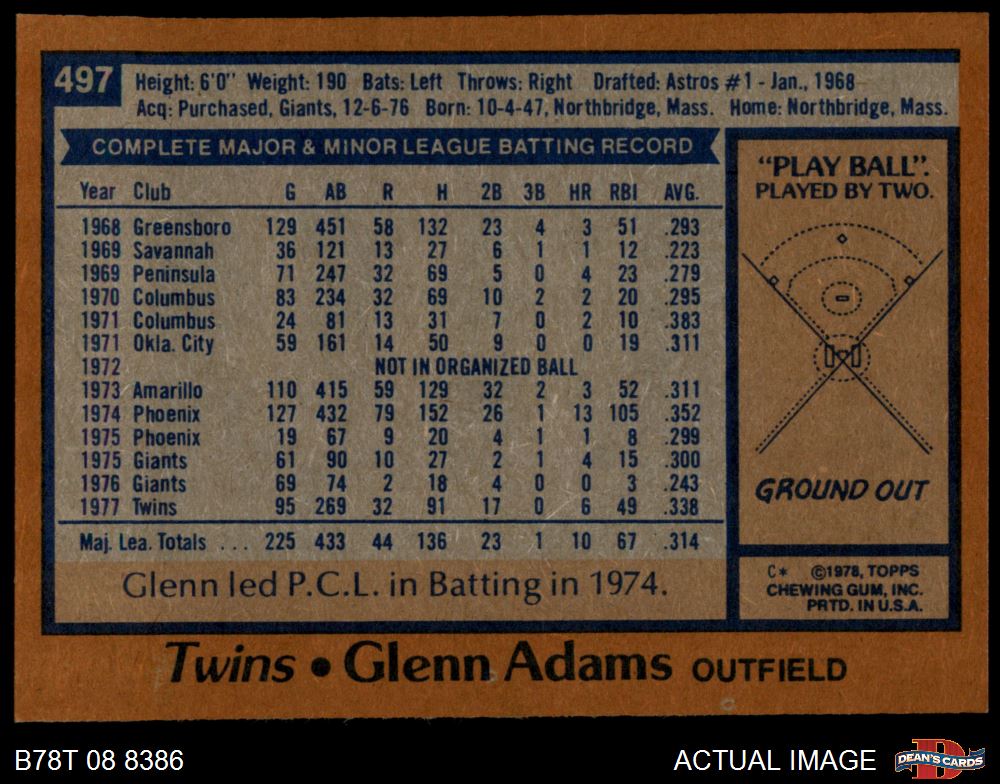 497
Height: 6'0" Weight: 190 Bats: Left Throws: Right Drafted: Astros #1 - Jan., 1968
Acq: Purchased, Giants, 12-6-76 Born: 10-4-47, Northbridge, Mass. Home: Northbridge, Mass.
COMPLETE MAJOR & MINOR LEAGUE BATTING RECORD
Year Club G AB R H 2B 3B HR RBI AVG.
1968 Greensboro 129 451 58 132 23 4 3 51 .293
1969 Savannah 36 121 13 27 6 1 1 12 .223
1969 Peninsula 71 247 32 69 5 0 4 23 .279
1970 Columbus 83 234 32 69 10 2 2 20 .295
1971 Columbus 24 81 13 31 7 0 2 10 .383
1971 Okla. City 59 161 14 50 9 0 0 19 .311
1972 NOT IN ORGANIZED BALL
1973 Amarillo 110 415 59 129 32 2 3 52 .311
1974 Phoenix 127 432 79 152 26 1 13 105 .352
1975 Phoenix 19 67 9 20 4 1 1 8 .299
1975 Giants 61 90 10 27 2 1 4 15 .300
1976 Giants 69 74 2 18 4 0 0 3 .243
1977 Twins 95 269 32 91 17 0 6 49 .338
Maj. Lea. Totals ... 225 433 44 136 23 1 10 67 .314
Glenn led P.C.L. in Batting in 1974.
"PLAY BALL".
PLAYED BY TWO.
GROUND OUT
C* ©1978, TOPPS
CHEWING GUM, INC.
PRTD. IN U.S.A.
Twins • Glenn Adams OUTFIELD
B78T 08 8386
ACTUAL IMAGE
DEAN'S CARDS